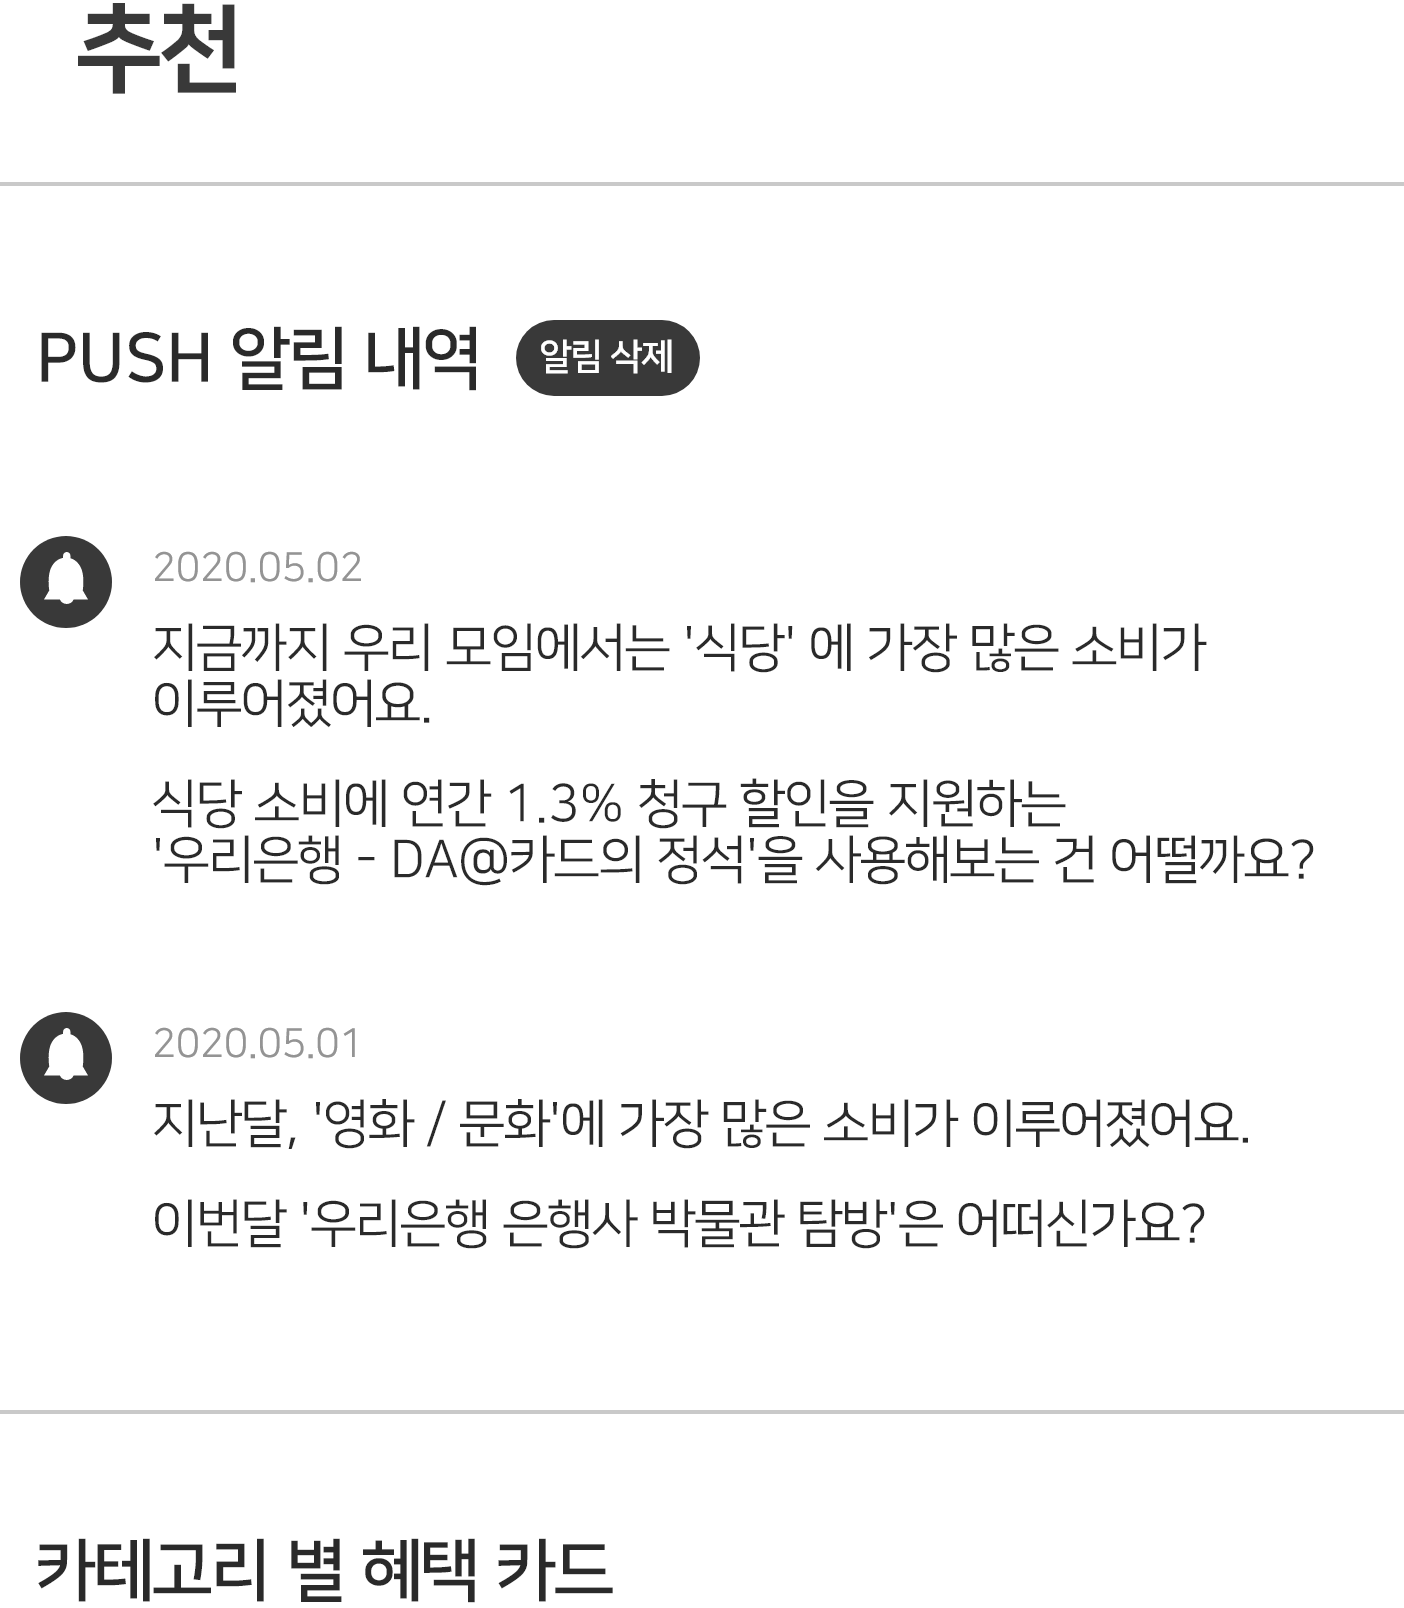 추천
PUSH 알림 내역 알림 삭제
2020.05.02
지금까지 우리 모임에서는 '식당' 에 가장 많은 소비가
이루어졌어요.
식당 소비에 연간 1.3% 청구 할인을 지원하는
'우리은행 - DA@카드의 정석'을 사용해보는 건 어떨까요?
2020.05.01
지난달, '영화 / 문화'에 가장 많은 소비가 이루어졌어요.
이번달 '우리은행 은행사 박물관 탐방'은 어떠신가요?
카테고리 별 혜택 카드